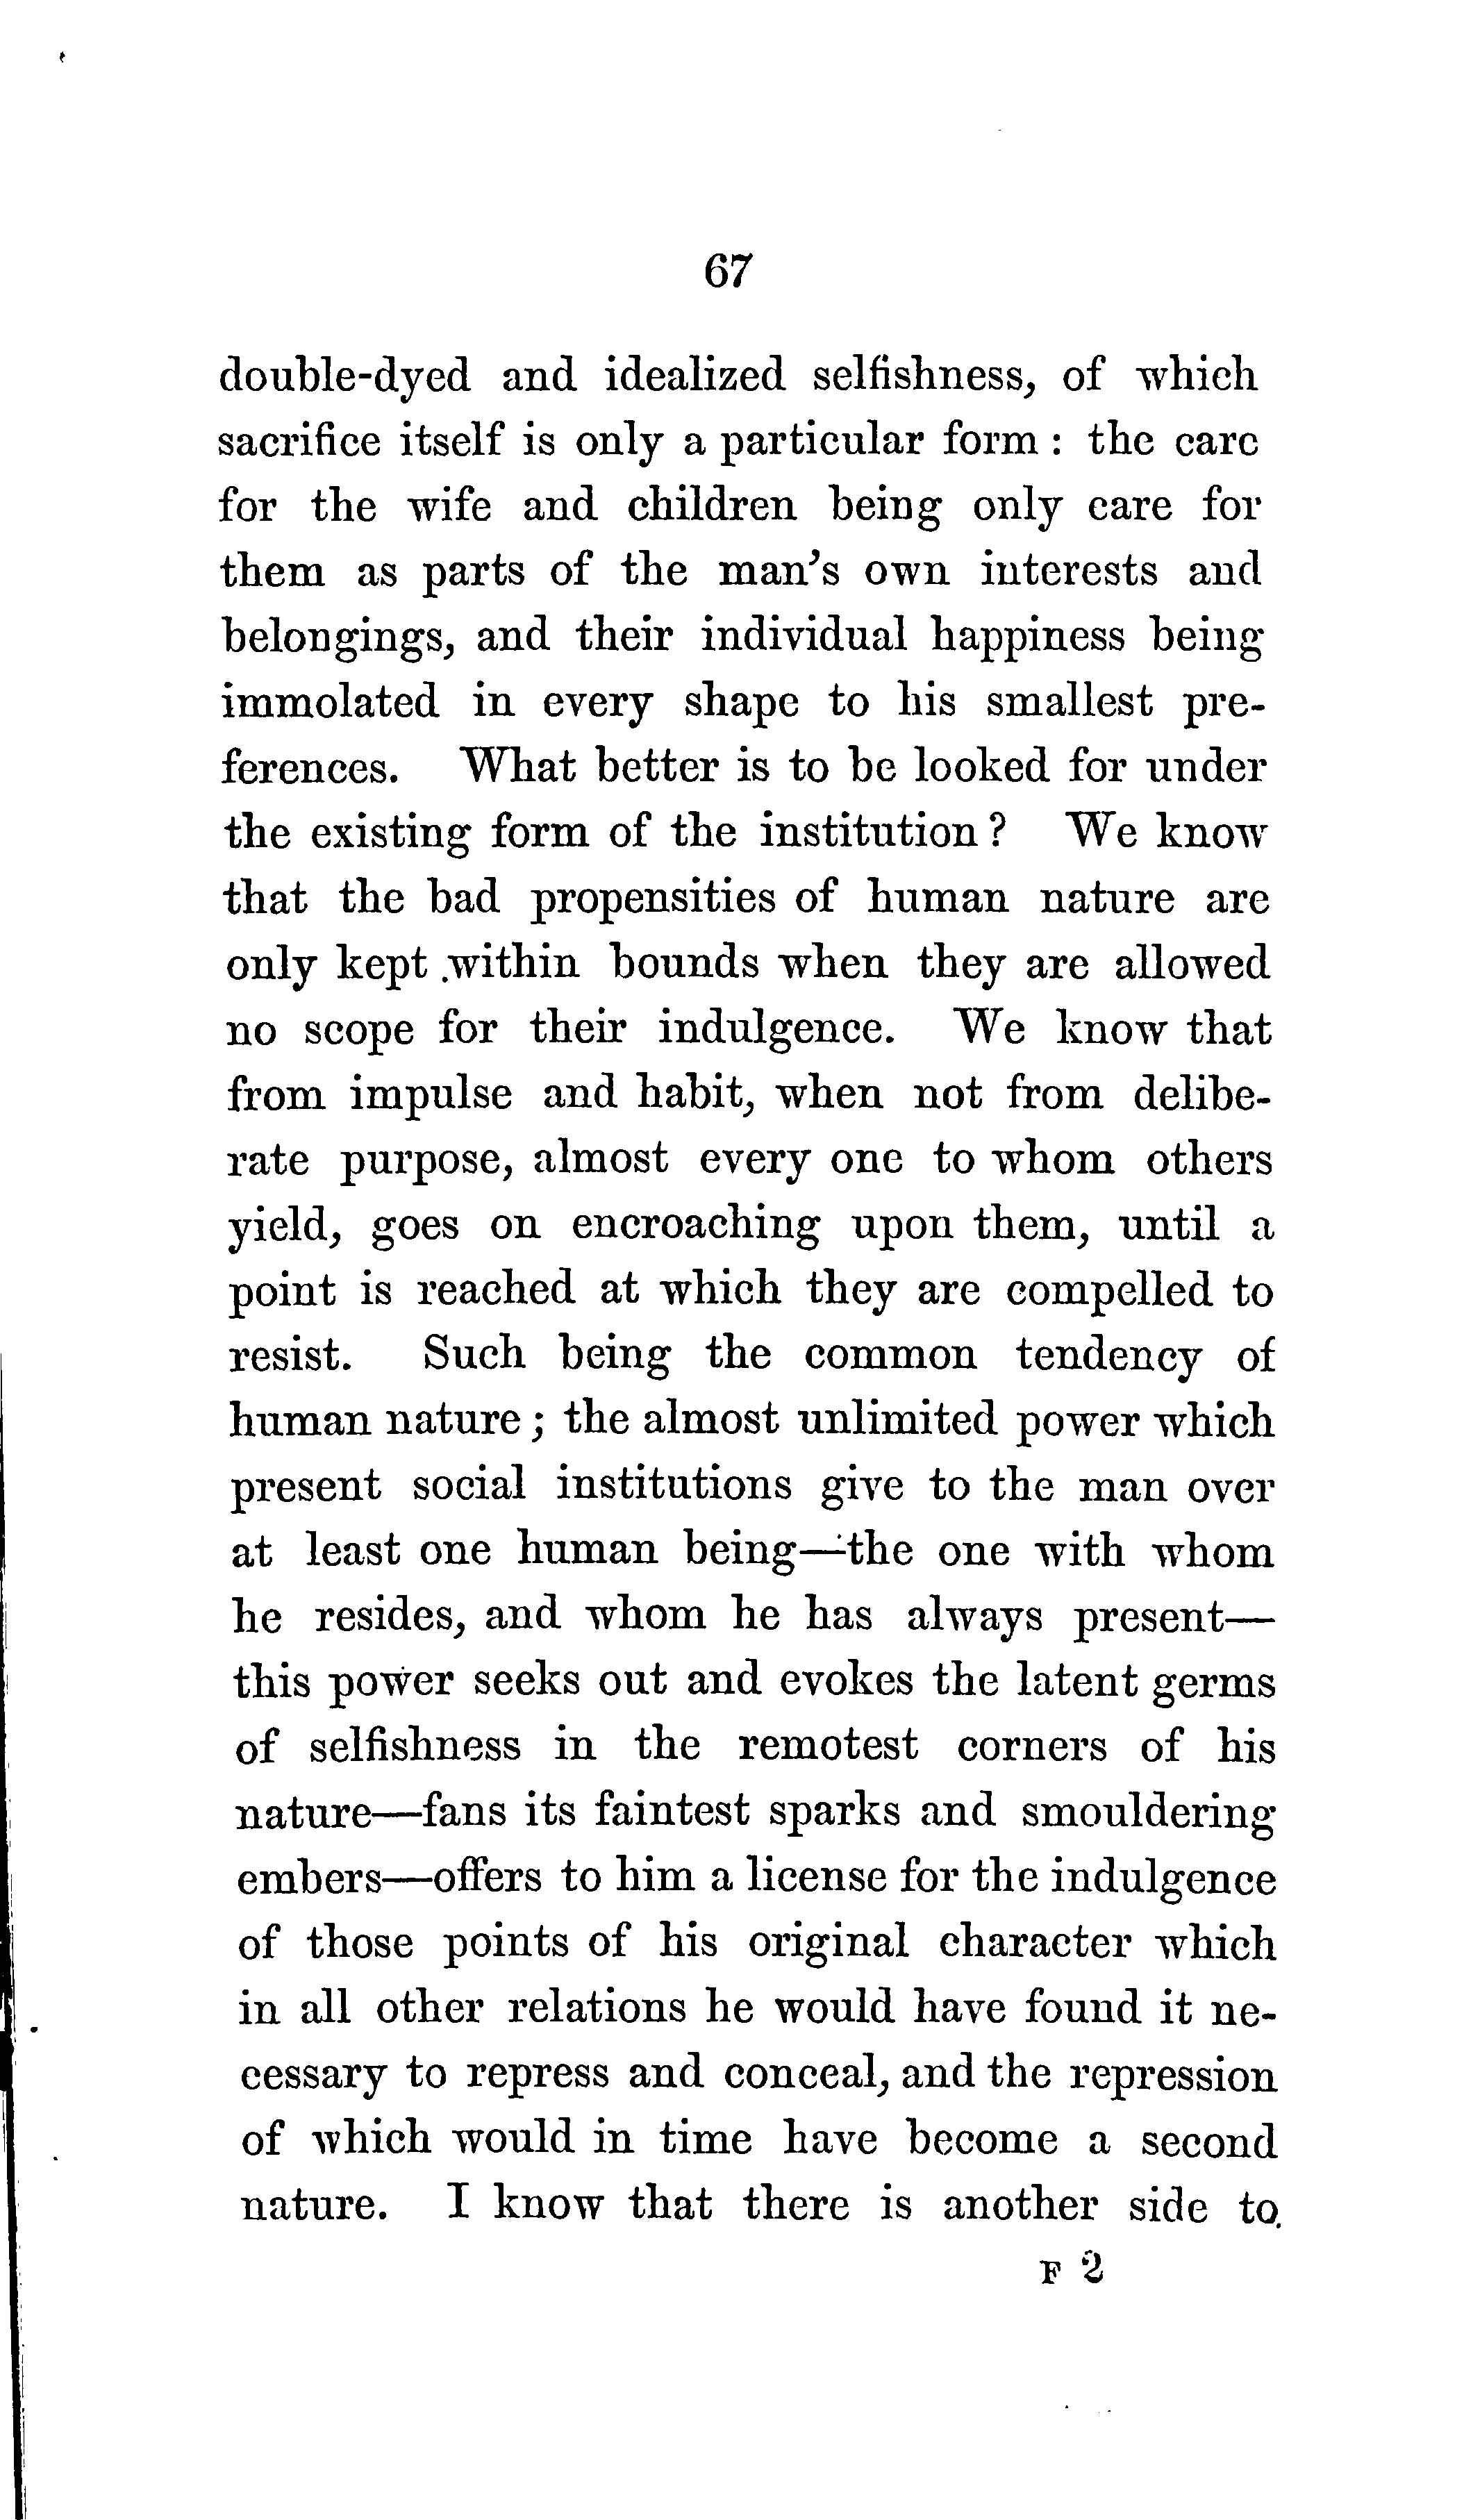 67
double-dyed and idealized selfishness, of which
sacrifice itself is only a particular form : the care
for the wife and children being only care for
them as parts of the man's own interests and
belongings, and their individual happiness being
immolated in every shape to his smallest pre-
ferences. What better is to be looked for under
the existing form of the institution ? We know
that the bad propensities of human nature are
only kept within bounds when they are allowed
no scope for their indulgence. We know that
from impulse and habit, when not from delibe-
rate purpose, almost every one to whom others
yield, goes on encroaching upon them, until a
point is reached at which they are compelled to
resist. Such being the common tendency of
human nature ; the almost unlimited power which
present social institutions give to the man over
at least one human being—the one with whom
he resides, and whom he has always present—
this power seeks out and evokes the latent germs
of selfishness in the remotest corners of his
nature—fans its faintest sparks and smouldering
embers—offers to him a license for the indulgence
of those points of his original character which
in all other relations he would have found it ne-
cessary to repress and conceal, and the repression
of which would in time have become a second
nature. I know that there is another side to
F 2